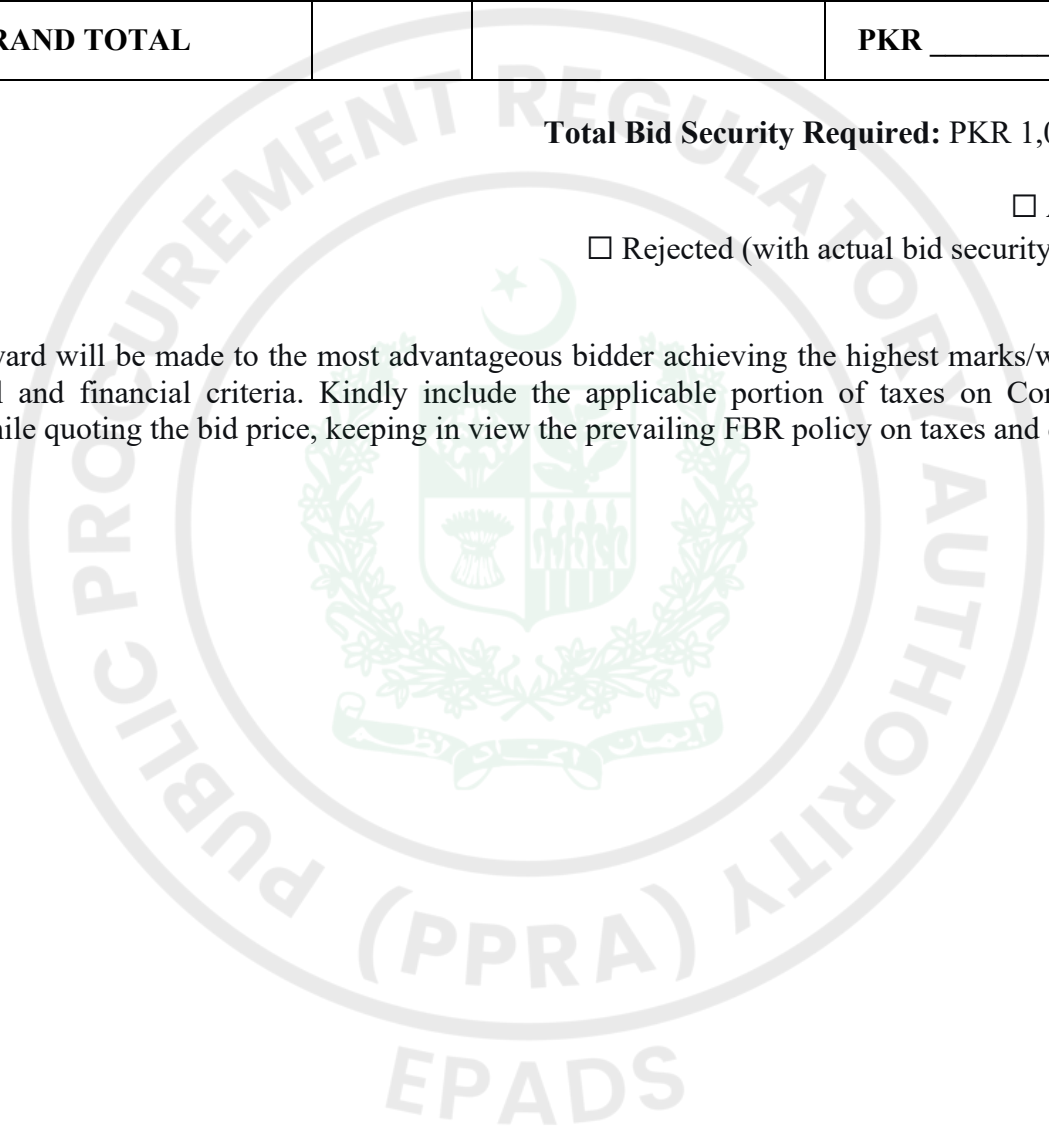 RAND TOTAL PKR ________
Total Bid Security Required: PKR 1,0
☐
☐ Rejected (with actual bid security
ward will be made to the most advantageous bidder achieving the highest marks/w
l and financial criteria. Kindly include the applicable portion of taxes on Con
hile quoting the bid price, keeping in view the prevailing FBR policy on taxes and
PUBLIC PROCUREMENT REGULATORY AUTHORITY
(PPRA)
EPADS